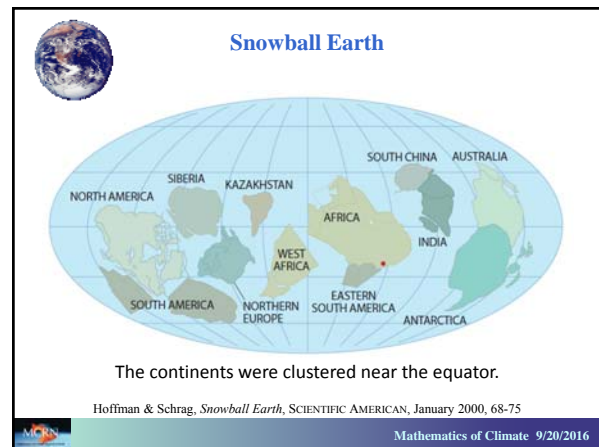 Snowball Earth
SOUTH CHINA
AUSTRALIA
SIBERIA
KAZAKHSTAN
NORTH AMERICA
AFRICA
INDIA
WEST
AFRICA
SOUTH AMERICA
NORTHERN
EUROPE
EASTERN
SOUTH AMERICA
ANTARCTICA
The continents were clustered near the equator.
Hoffman & Schrag, Snowball Earth, SCIENTIFIC AMERICAN, January 2000, 68-75
MCRN
Mathematics of Climate 9/20/2016